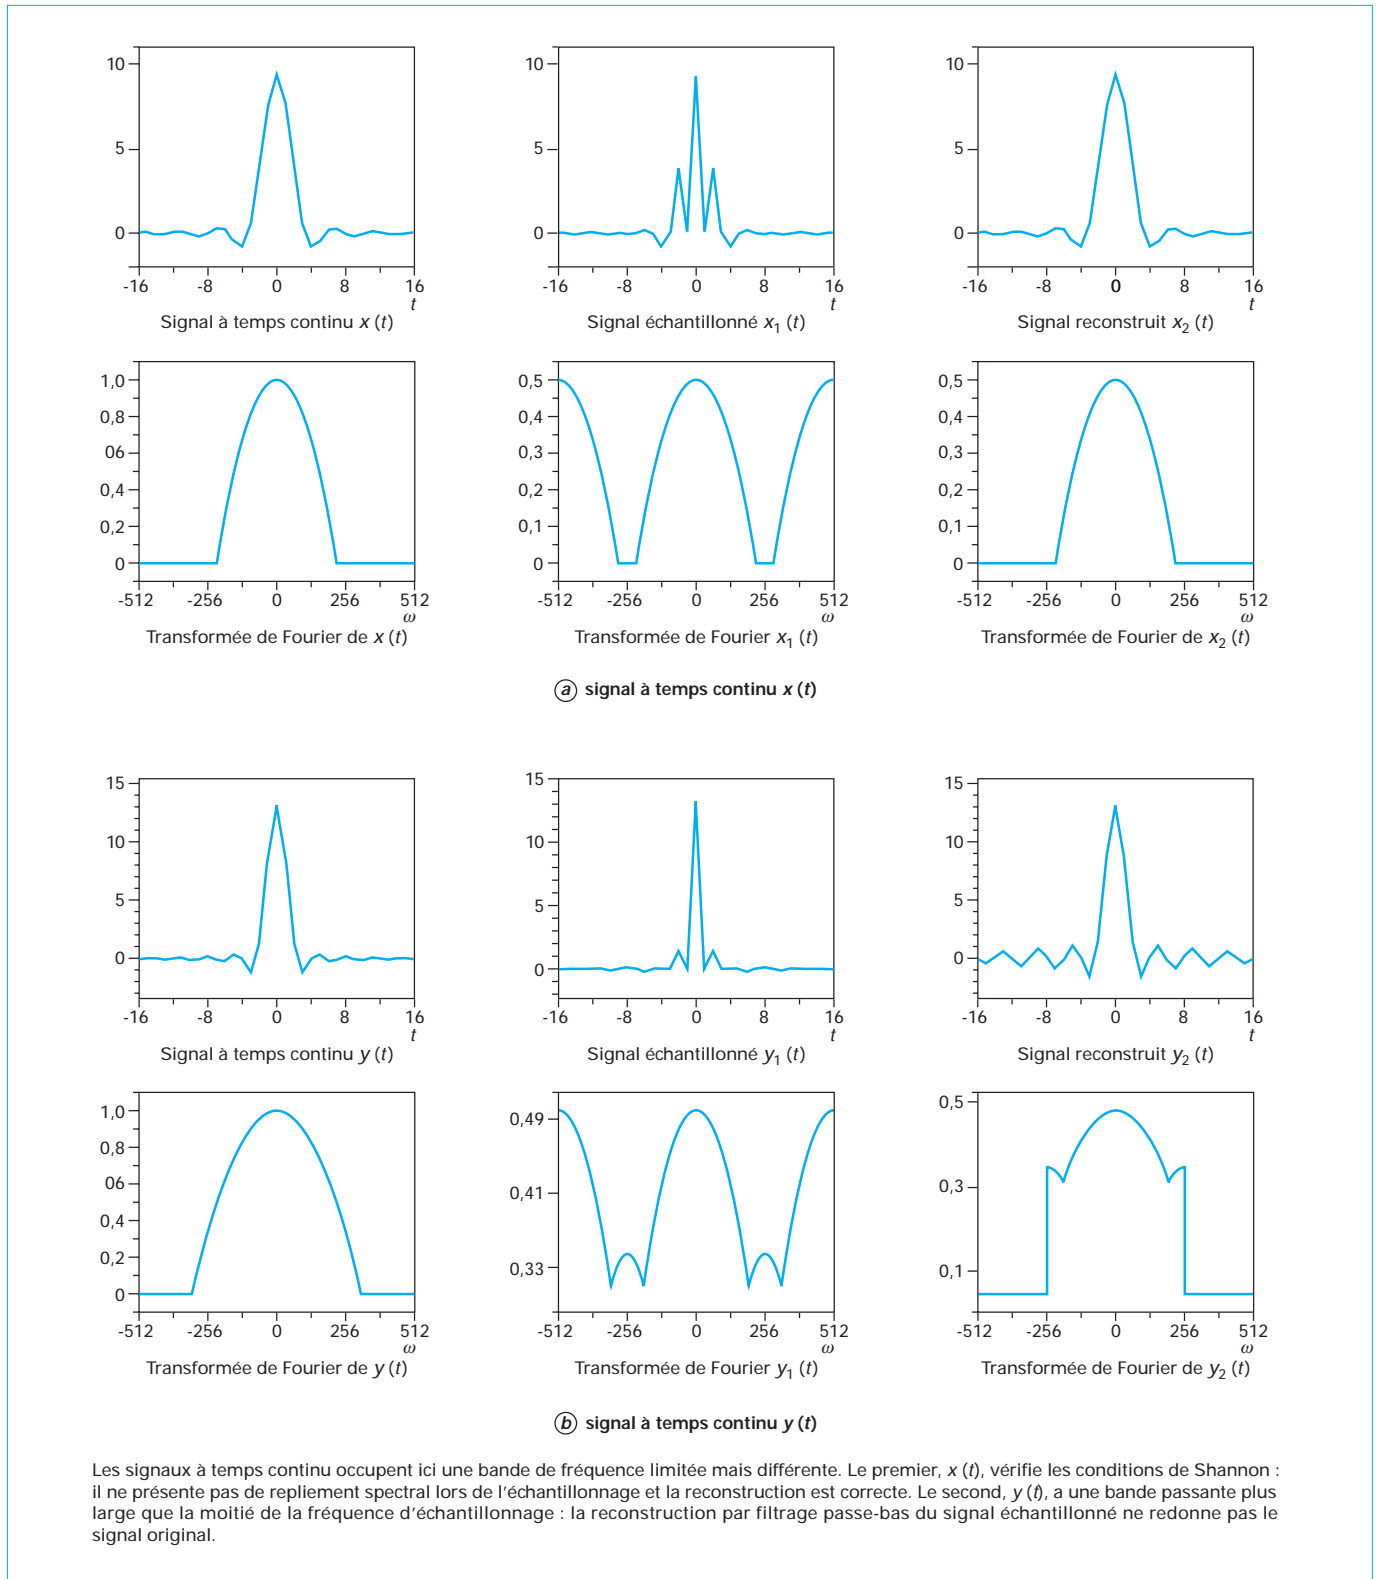 10
5
0
-16 -8 0 8 16
t
Signal à temps continu x (t)
10
5
0
-16 -8 0 8 16
t
Signal échantillonné x1 (t)
10
5
0
-16 -8 0 8 16
t
Signal reconstruit x2 (t)
1,0
0,8
06
0,4
0,2
0
-512 -256 0 256 512
ω
Transformée de Fourier de x (t)
0,5
0,4
0,3
0,2
0,1
0
-512 -256 0 256 512
ω
Transformée de Fourier x1 (t)
0,5
0,4
0,3
0,2
0,1
0
-512 -256 0 256 512
ω
Transformée de Fourier de x2 (t)
a signal à temps continu x (t)
15
10
5
0
-16 -8 0 8 16
t
Signal à temps continu y (t)
15
10
5
0
-16 -8 0 8 16
t
Signal échantillonné y1 (t)
15
10
5
0
-16 -8 0 8 16
t
Signal reconstruit y2 (t)
1,0
0,8
06
0,4
0,2
0
-512 -256 0 256 512
ω
Transformée de Fourier de y (t)
0,49
0,41
0,33
-512 -256 0 256 512
ω
Transformée de Fourier y1 (t)
0,5
0,3
0,1
-512 -256 0 256 512
ω
Transformée de Fourier de y2 (t)
b signal à temps continu y (t)
Les signaux à temps continu occupent ici une bande de fréquence limitée mais différente. Le premier, x (t), vérifie les conditions de Shannon :
il ne présente pas de repliement spectral lors de l'échantillonnage et la reconstruction est correcte. Le second, y (t), a une bande passante plus
large que la moitié de la fréquence d'échantillonnage : la reconstruction par filtrage passe-bas du signal échantillonné ne redonne pas le
signal original.